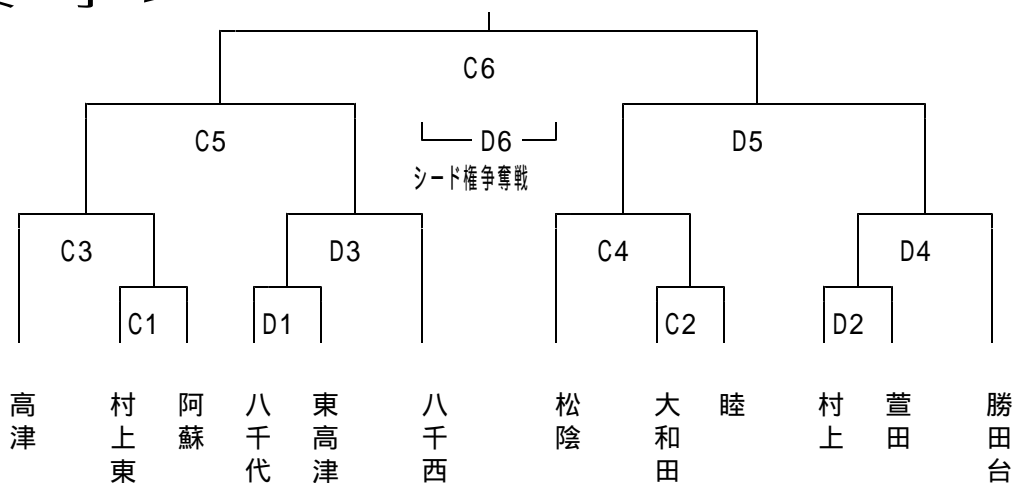 C6
C5
D6
D5
シード権争奪戦
C3
D3
C4
D4
C1
D1
C2
D2
高津
村上東
阿蘇
八千代
東高津
八千西
松陰
大和田
睦
村上
萱田
勝田台